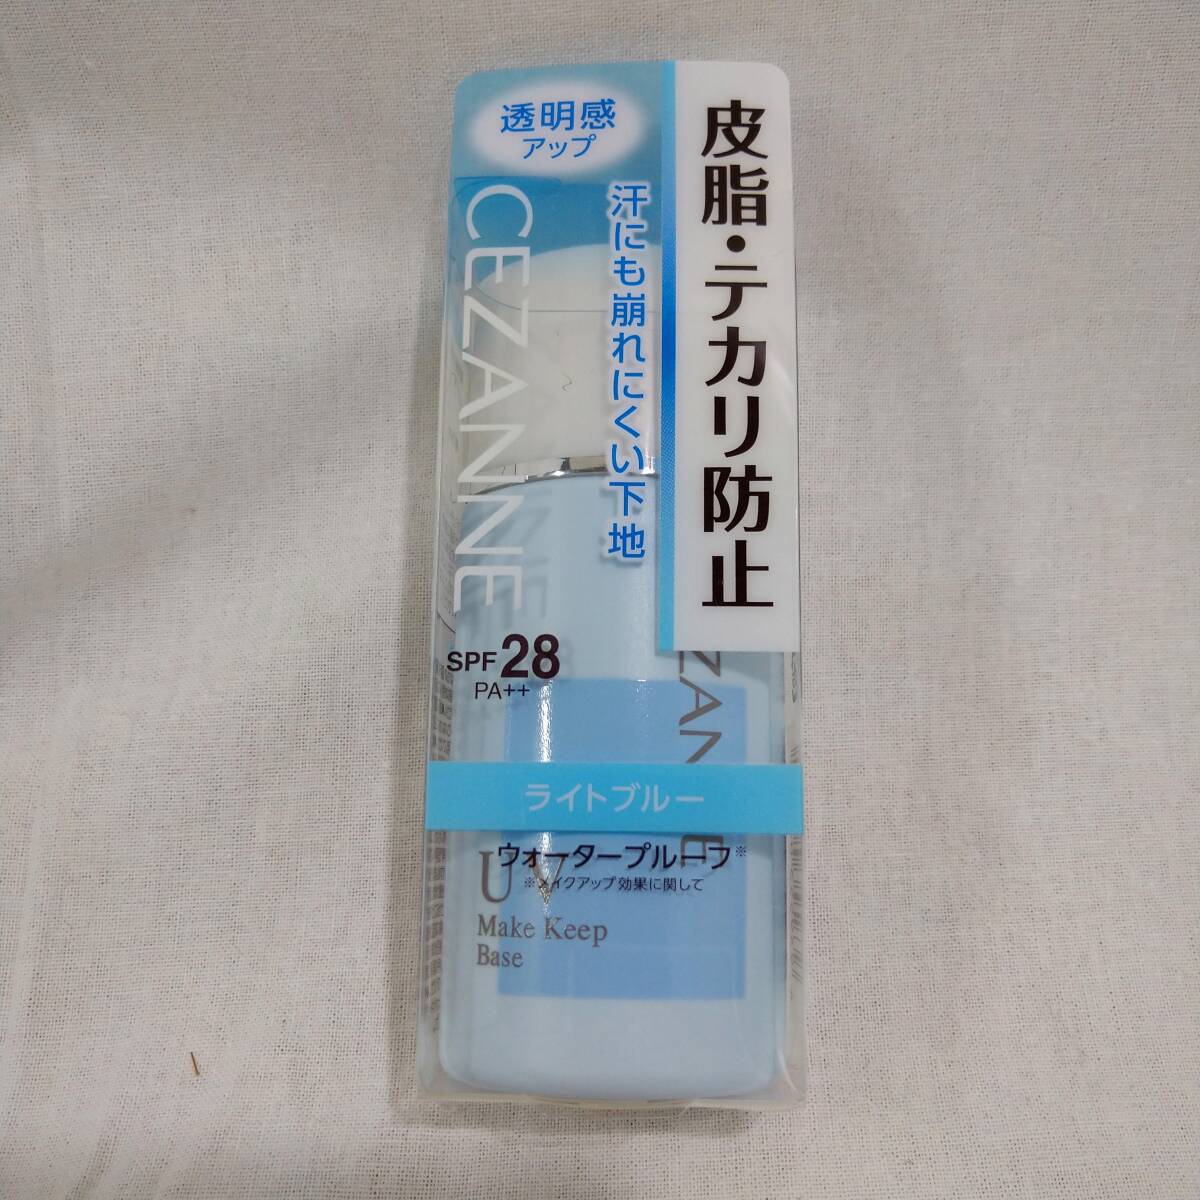 透明感
アップ
皮脂・テカリ防止
汗にも崩れにくい下地
CEZANNE
SPF 28
PA++
ライトブルー
ウォータープルーフ※
※メイクアップ効果に関して
UV
Make Keep
Base